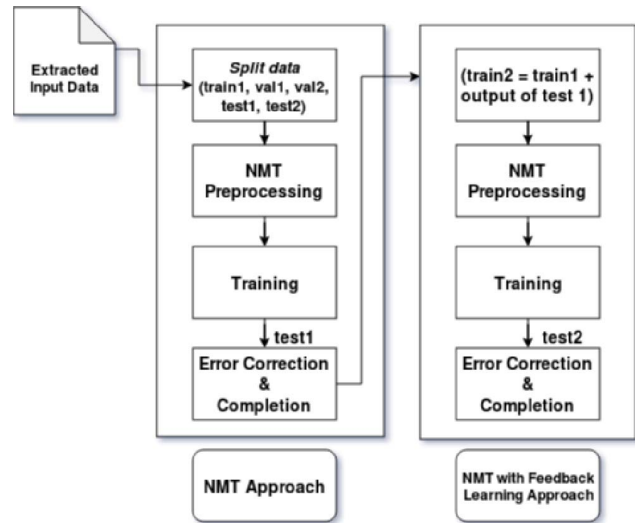 Extracted
Input Data
Split data
(train1, val1, val2,
test1, test2)
NMT
Preprocessing
Training
test1
Error Correction
&
Completion
NMT Approach
(train2 = train1 +
output of test 1)
NMT
Preprocessing
Training
test2
Error Correction
&
Completion
NMT with Feedback
Learning Approach